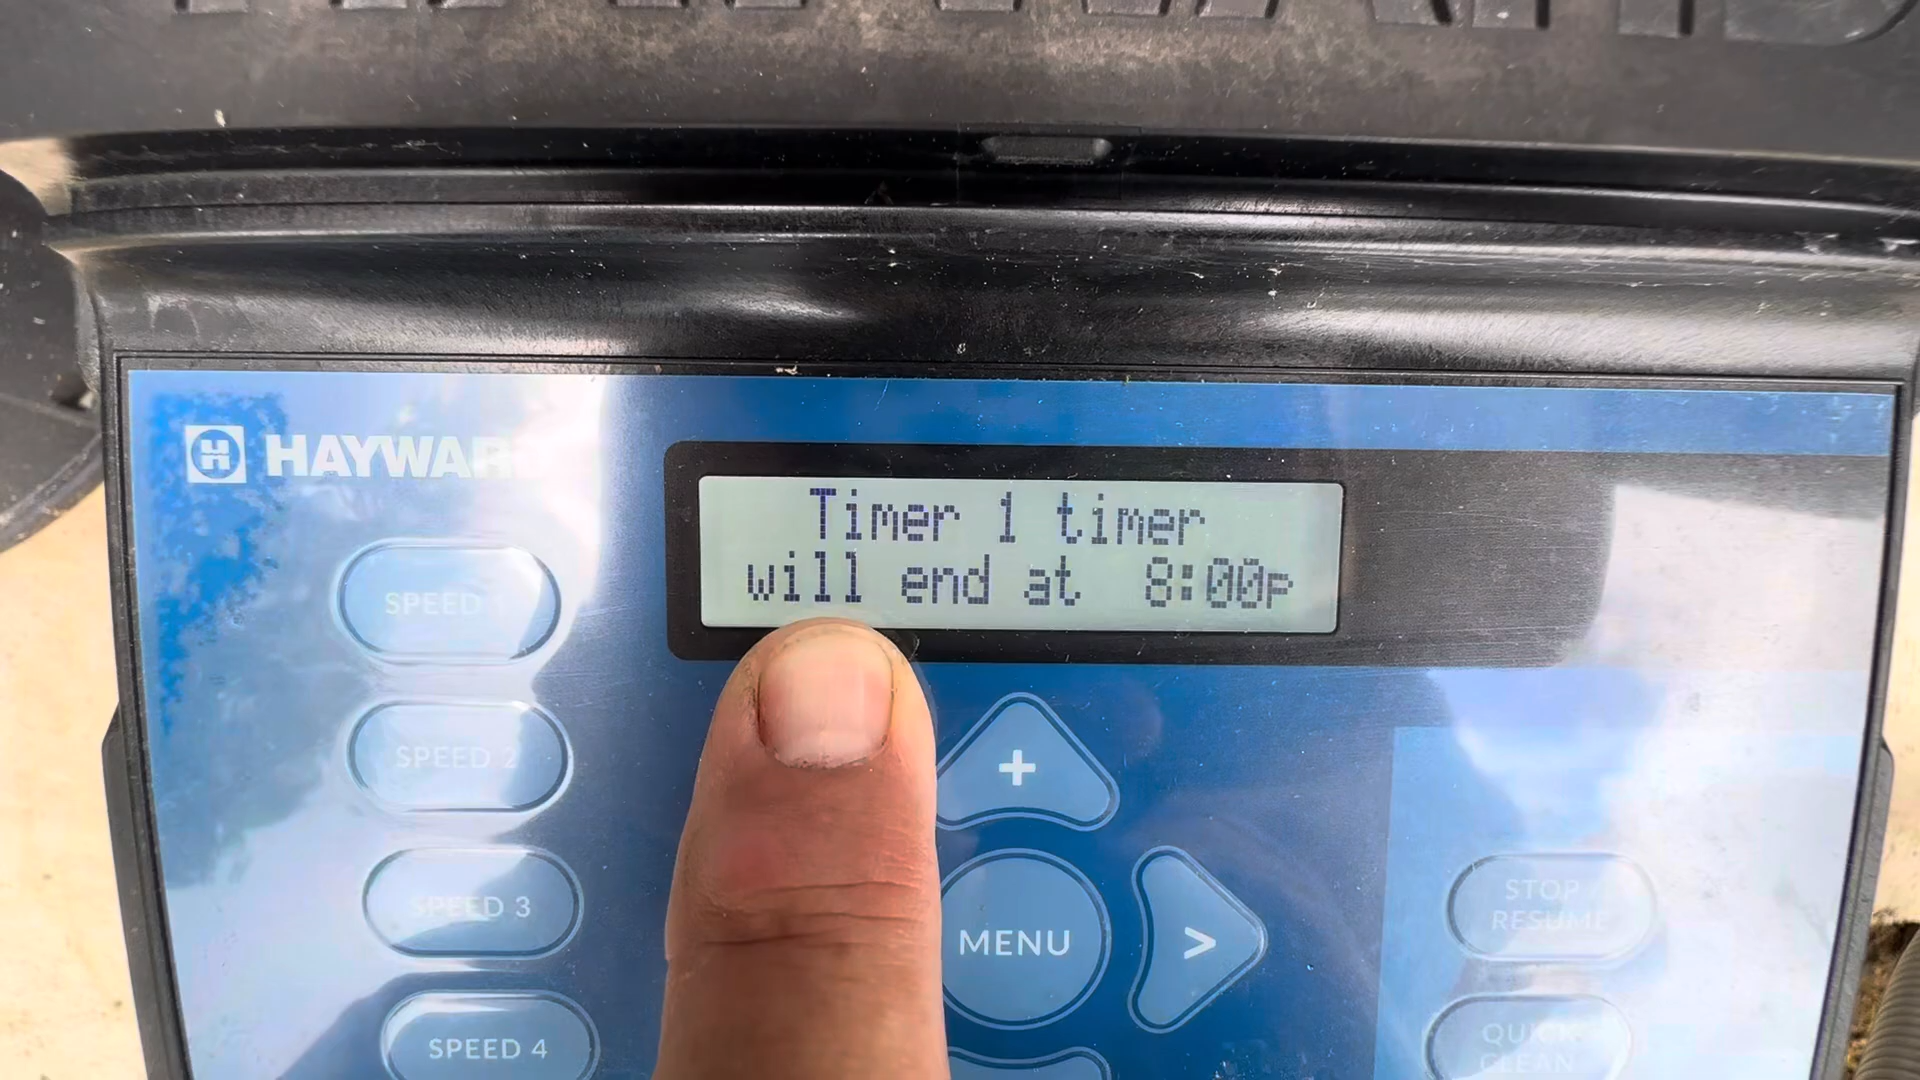 HAYWAR
Timer 1 timer
will end at 8:00p
SPEED
SPEED 2
SPEED 3
SPEED 4
+
MENU
>
STOP
RESUME
QUICK
CLEAN